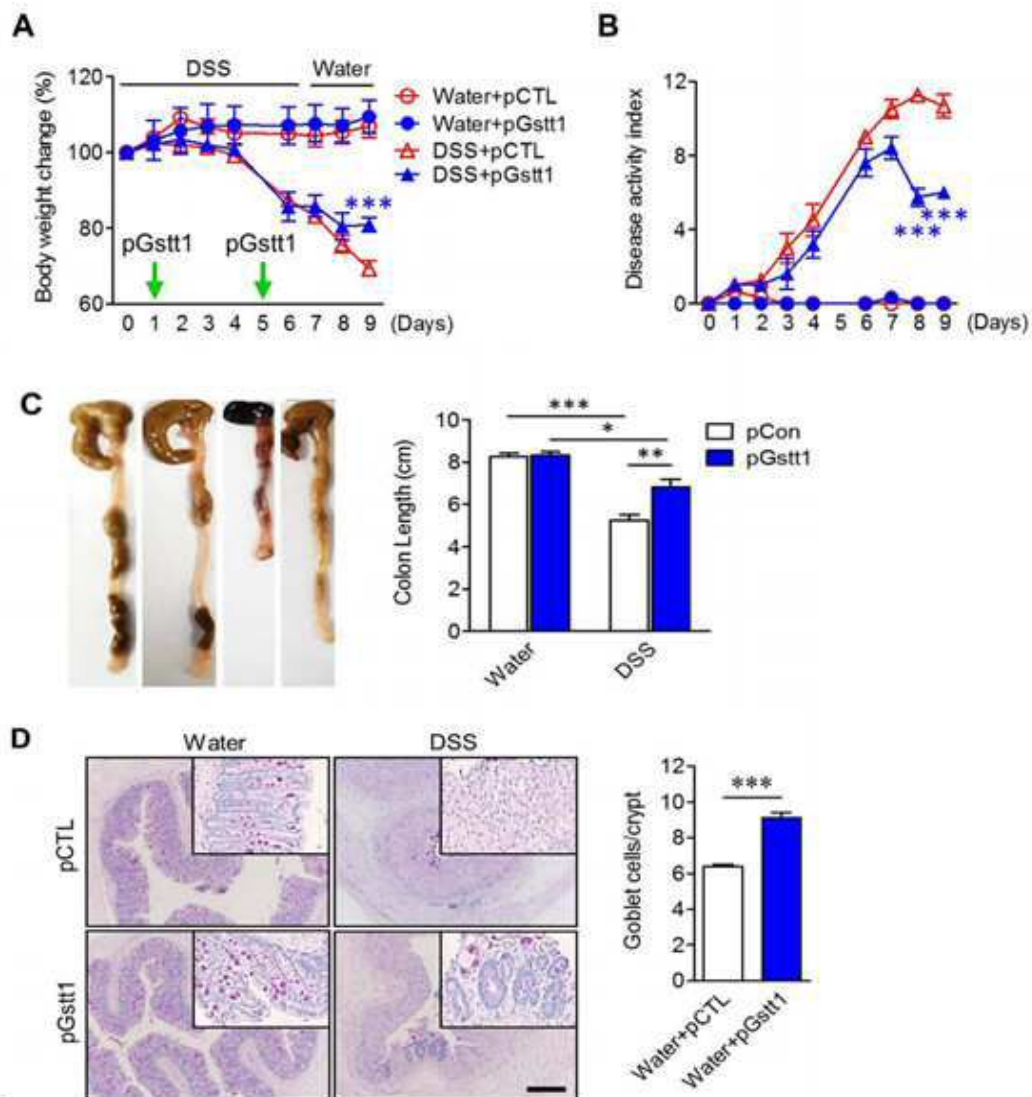 A
DSS Water
Body weight change (%)
120
100
80
60
pGstt1 pGstt1
0 1 2 3 4 5 6 7 8 9 (Days)
Water+pCTL
Water+pGstt1
DSS+pCTL
DSS+pGstt1
***
B
Disease activity index
12
8
4
0
***
***
0 1 2 3 4 5 6 7 8 9 (Days)
C
Colon Length (cm)
10
8
6
4
2
0
***
*
**
pCon
pGstt1
Water DSS
D
Water DSS
pCTL
pGstt1
Goblet cells/crypt
12
10
8
6
4
2
0
***
Water+pCTL
Water+pGstt1